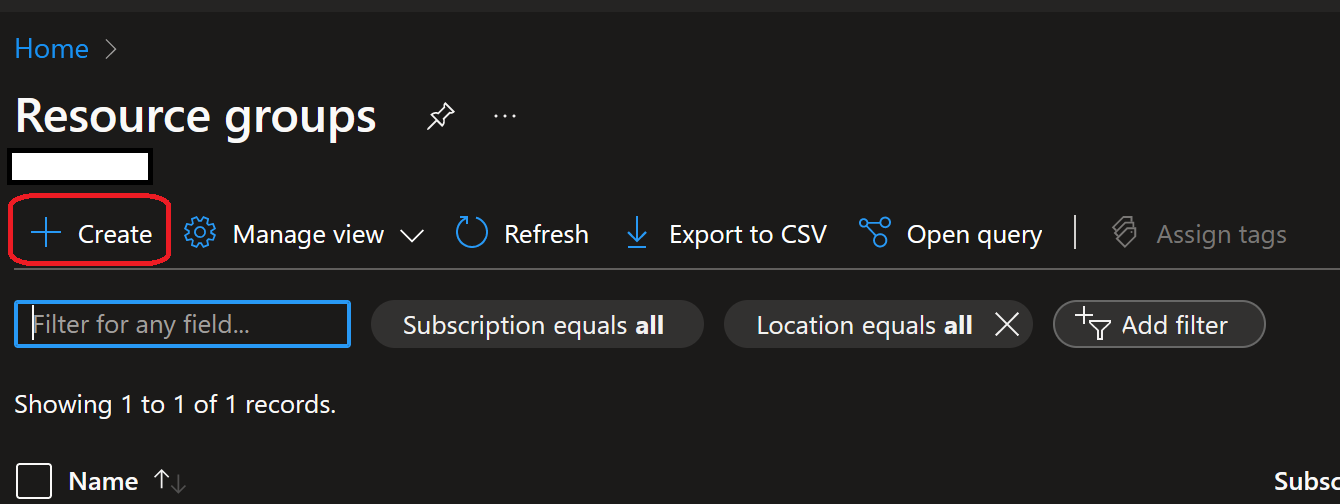 Home
Resource groups
Create
Manage view
Refresh
Export to CSV
Open query
Assign tags
Filter for any field...
Subscription equals all
Location equals all
Add filter
Showing 1 to 1 of 1 records.
Name
Subsc